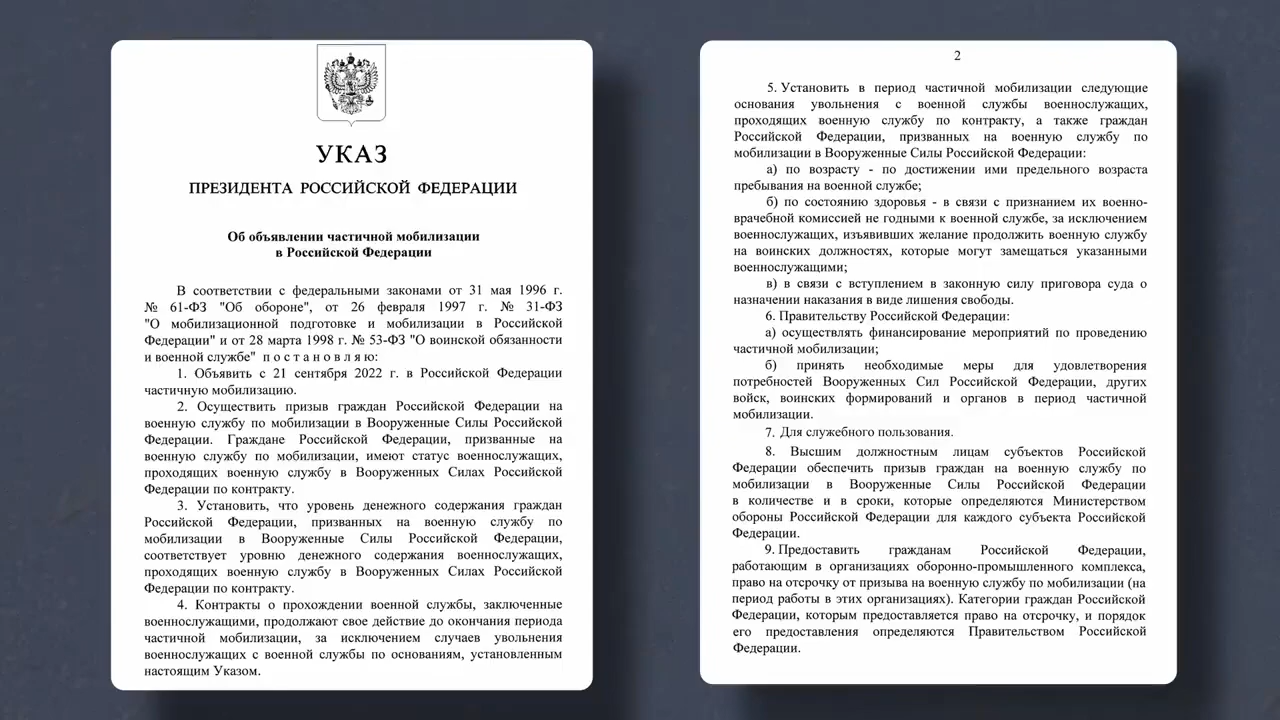 УКАЗ
ПРЕЗИДЕНТА РОССИЙСКОЙ ФЕДЕРАЦИИ
Об объявлении частичной мобилизации
в Российской Федерации
В соответствии с федеральными законами от 31 мая 1996 г.
№ 61-ФЗ "Об обороне", от 26 февраля 1997 г. № 31-ФЗ
"О мобилизационной подготовке и мобилизации в Российской
Федерации" и от 28 марта 1998 г. № 53-ФЗ "О воинской обязанности
и военной службе" п о с т а н о в л я ю:
1. Объявить с 21 сентября 2022 г. в Российской Федерации
частичную мобилизацию.
2. Осуществить призыв граждан Российской Федерации на
военную службу по мобилизации в Вооруженные Силы Российской
Федерации. Граждане Российской Федерации, призванные на
военную службу по мобилизации, имеют статус военнослужащих,
проходящих военную службу в Вооруженных Силах Российской
Федерации по контракту.
3. Установить, что уровень денежного содержания граждан
Российской Федерации, призванных на военную службу по
мобилизации в Вооруженные Силы Российской Федерации,
соответствует уровню денежного содержания военнослужащих,
проходящих военную службу в Вооруженных Силах Российской
Федерации по контракту.
4. Контракты о прохождении военной службы, заключенные
военнослужащими, продолжают свое действие до окончания периода
частичной мобилизации, за исключением случаев увольнения
военнослужащих с военной службы по основаниям, установленным
настоящим Указом.
2
5. Установить в период частичной мобилизации следующие
основания увольнения с военной службы военнослужащих,
проходящих военную службу по контракту, а также граждан
Российской Федерации, призванных на военную службу по
мобилизации в Вооруженные Силы Российской Федерации:
а) по возрасту - по достижении ими предельного возраста
пребывания на военной службе;
б) по состоянию здоровья - в связи с признанием их военно-
врачебной комиссией не годными к военной службе, за исключением
военнослужащих, изъявивших желание продолжить военную службу
на воинских должностях, которые могут замещаться указанными
военнослужащими;
в) в связи с вступлением в законную силу приговора суда о
назначении наказания в виде лишения свободы.
6. Правительству Российской Федерации:
а) осуществлять финансирование мероприятий по проведению
частичной мобилизации;
б) принять необходимые меры для удовлетворения
потребностей Вооруженных Сил Российской Федерации, других
войск, воинских формирований и органов в период частичной
мобилизации.
7. Для служебного пользования.
8. Высшим должностным лицам субъектов Российской
Федерации обеспечить призыв граждан на военную службу по
мобилизации в Вооруженные Силы Российской Федерации
в количестве и в сроки, которые определяются Министерством
обороны Российской Федерации для каждого субъекта Российской
Федерации.
9. Предоставить гражданам Российской Федерации,
работающим в организациях оборонно-промышленного комплекса,
право на отсрочку от призыва на военную службу по мобилизации (на
период работы в этих организациях). Категории граждан Российской
Федерации, которым предоставляется право на отсрочку, и порядок
его предоставления определяются Правительством Российской
Федерации.